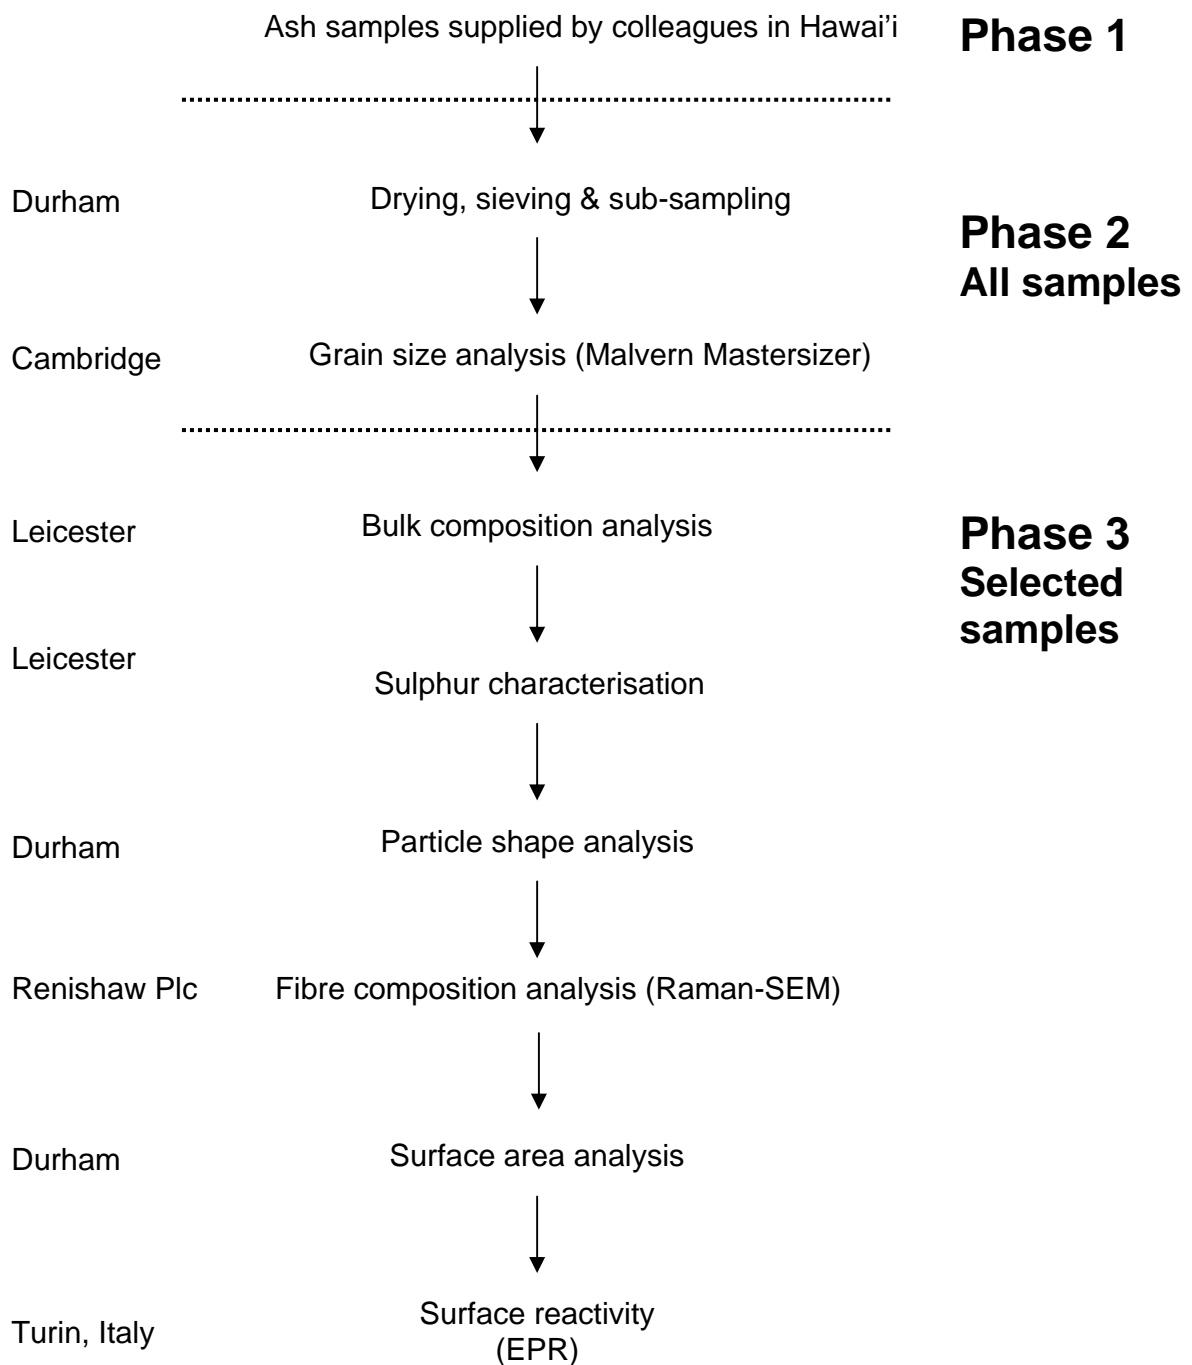 Ash samples supplied by colleagues in Hawai’i
Phase 1
Durham
Drying, sieving & sub-sampling
Phase 2
All samples
Cambridge
Grain size analysis (Malvern Mastersizer)
Leicester
Bulk composition analysis
Phase 3
Selected
samples
Leicester
Sulphur characterisation
Durham
Particle shape analysis
Renishaw Plc
Fibre composition analysis (Raman-SEM)
Durham
Surface area analysis
Turin, Italy
Surface reactivity
(EPR)